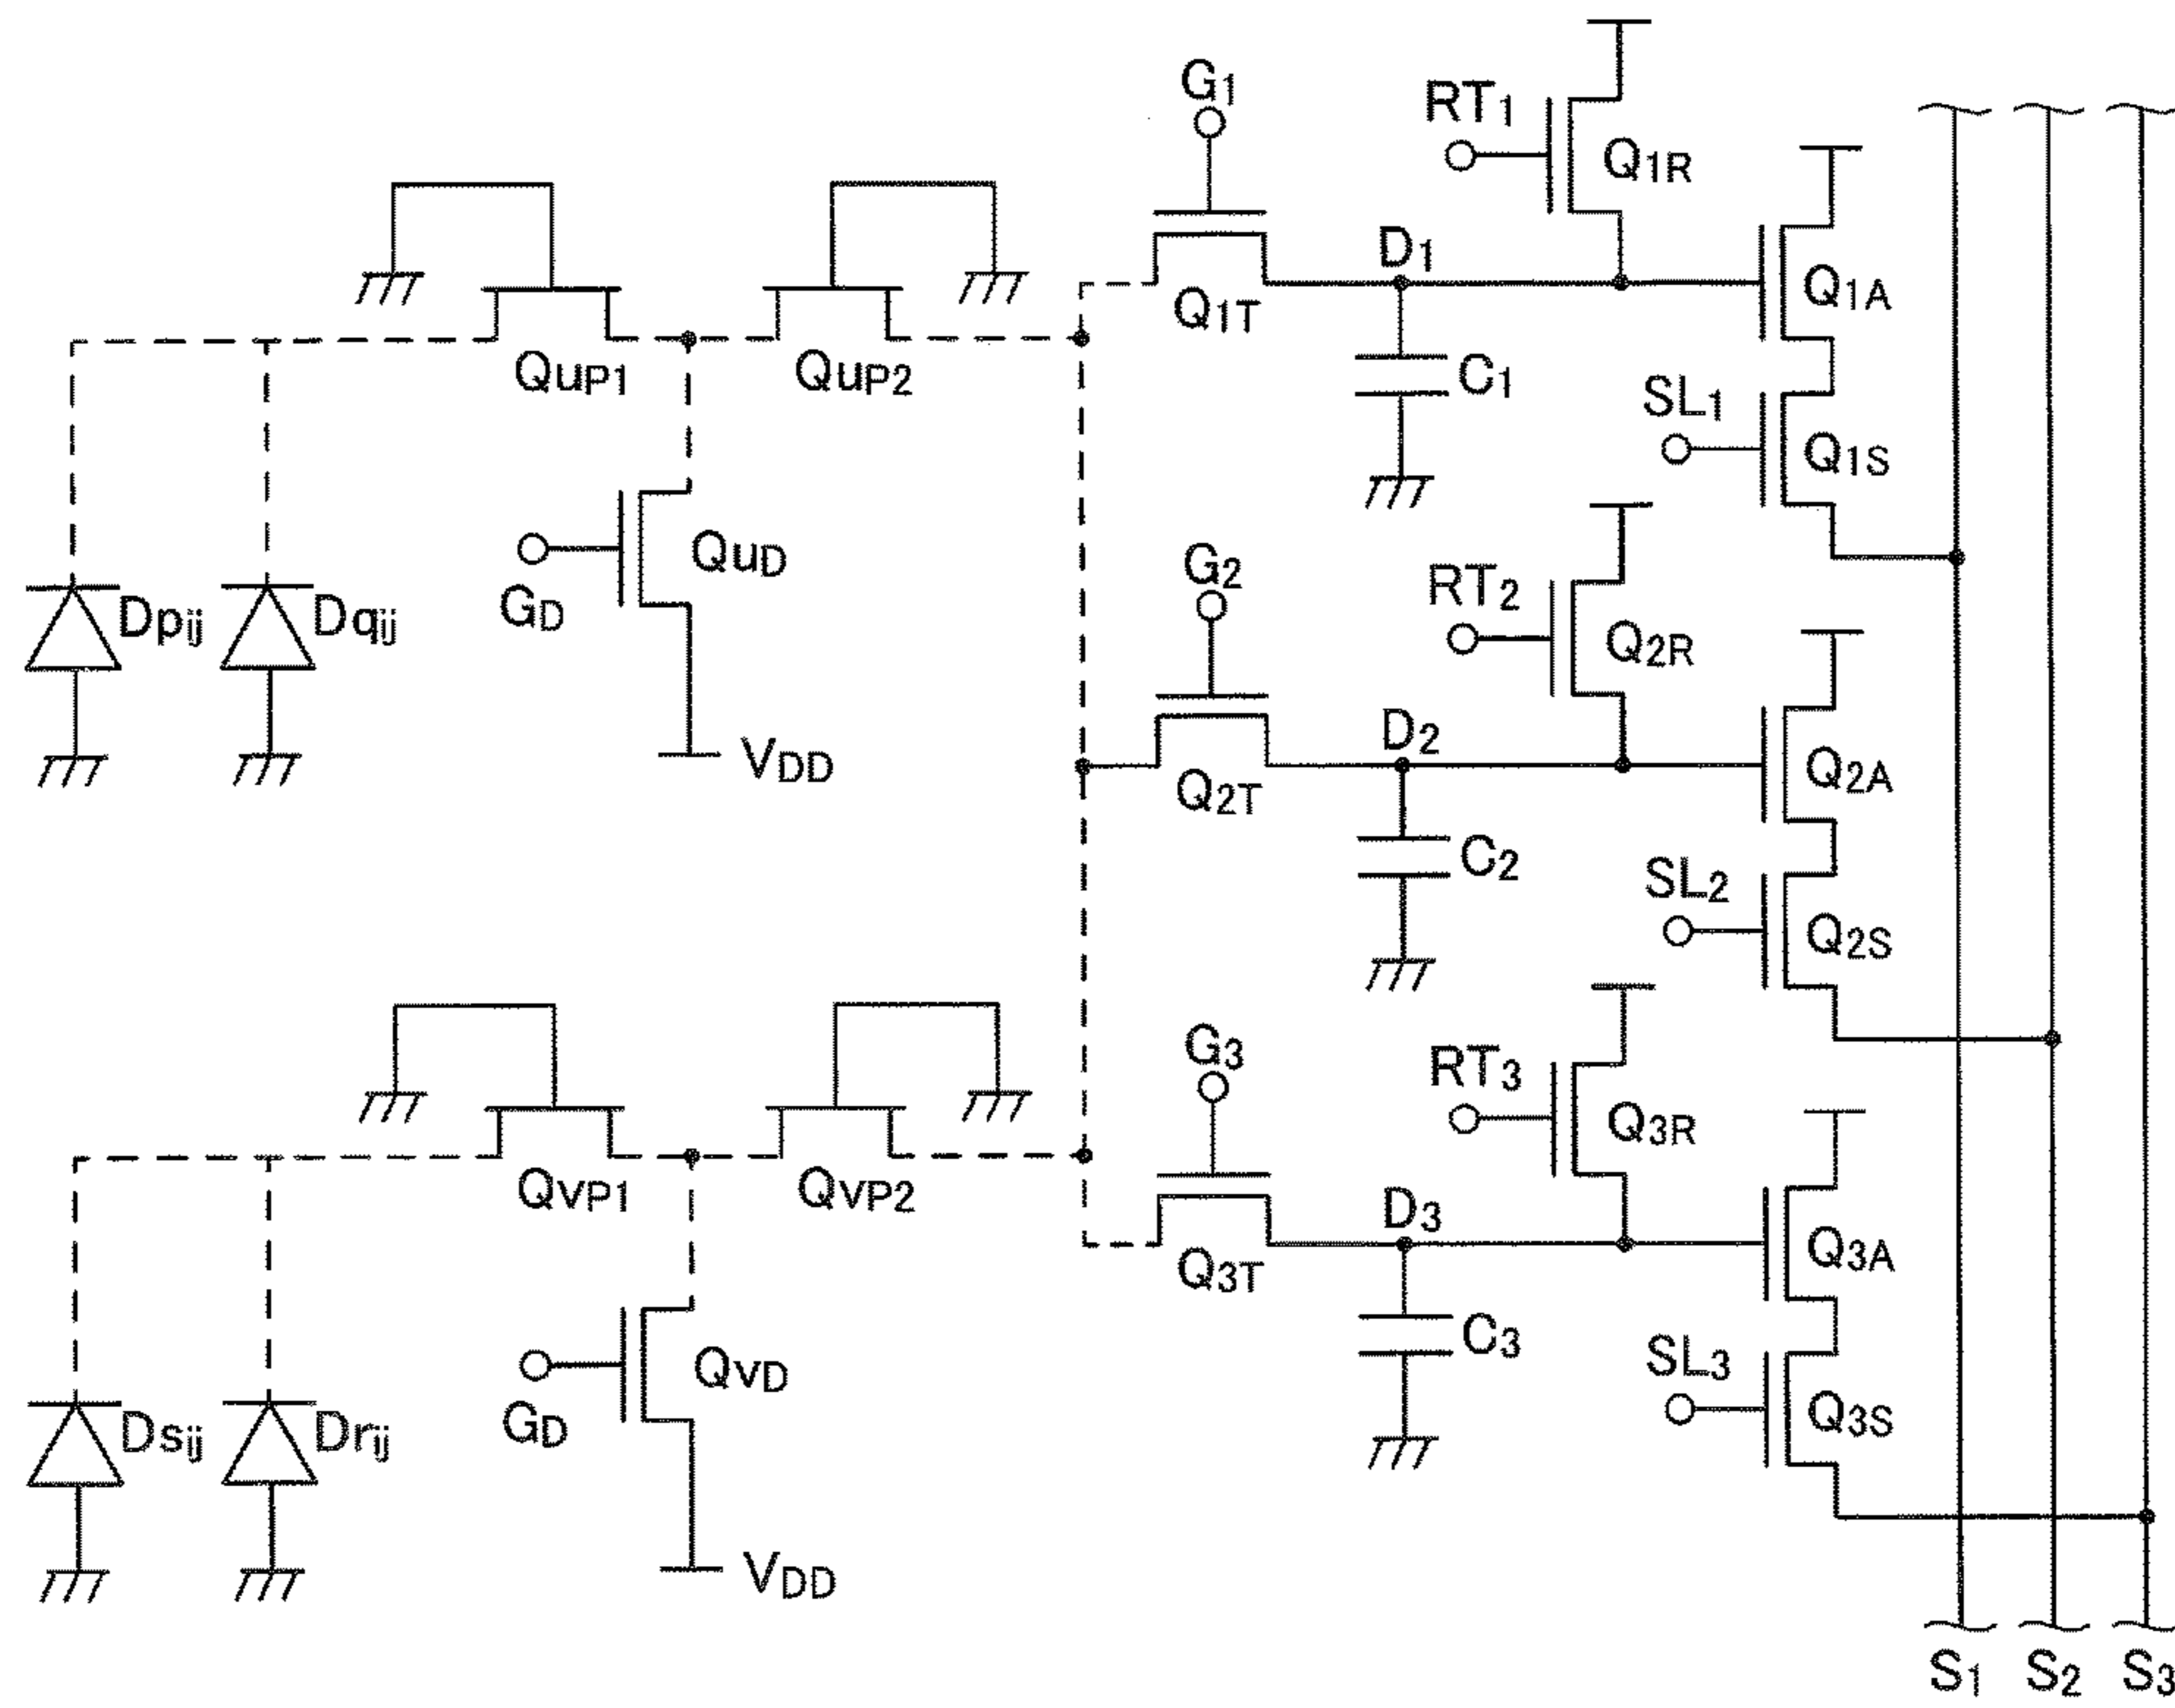 G1
RT1
Q1R
D1
Q1T
Q1A
QuP1
QuP2
C1
SL1
Q1S
QuD
GD
Dpij
Dqij
VDD
G2
RT2
Q2R
D2
Q2T
Q2A
C2
SL2
Q2S
G3
RT3
Q3R
QvP1
QvP2
D3
Q3T
Q3A
C3
SL3
Q3S
QvD
GD
Dsij
Drij
VDD
S1 S2 S3